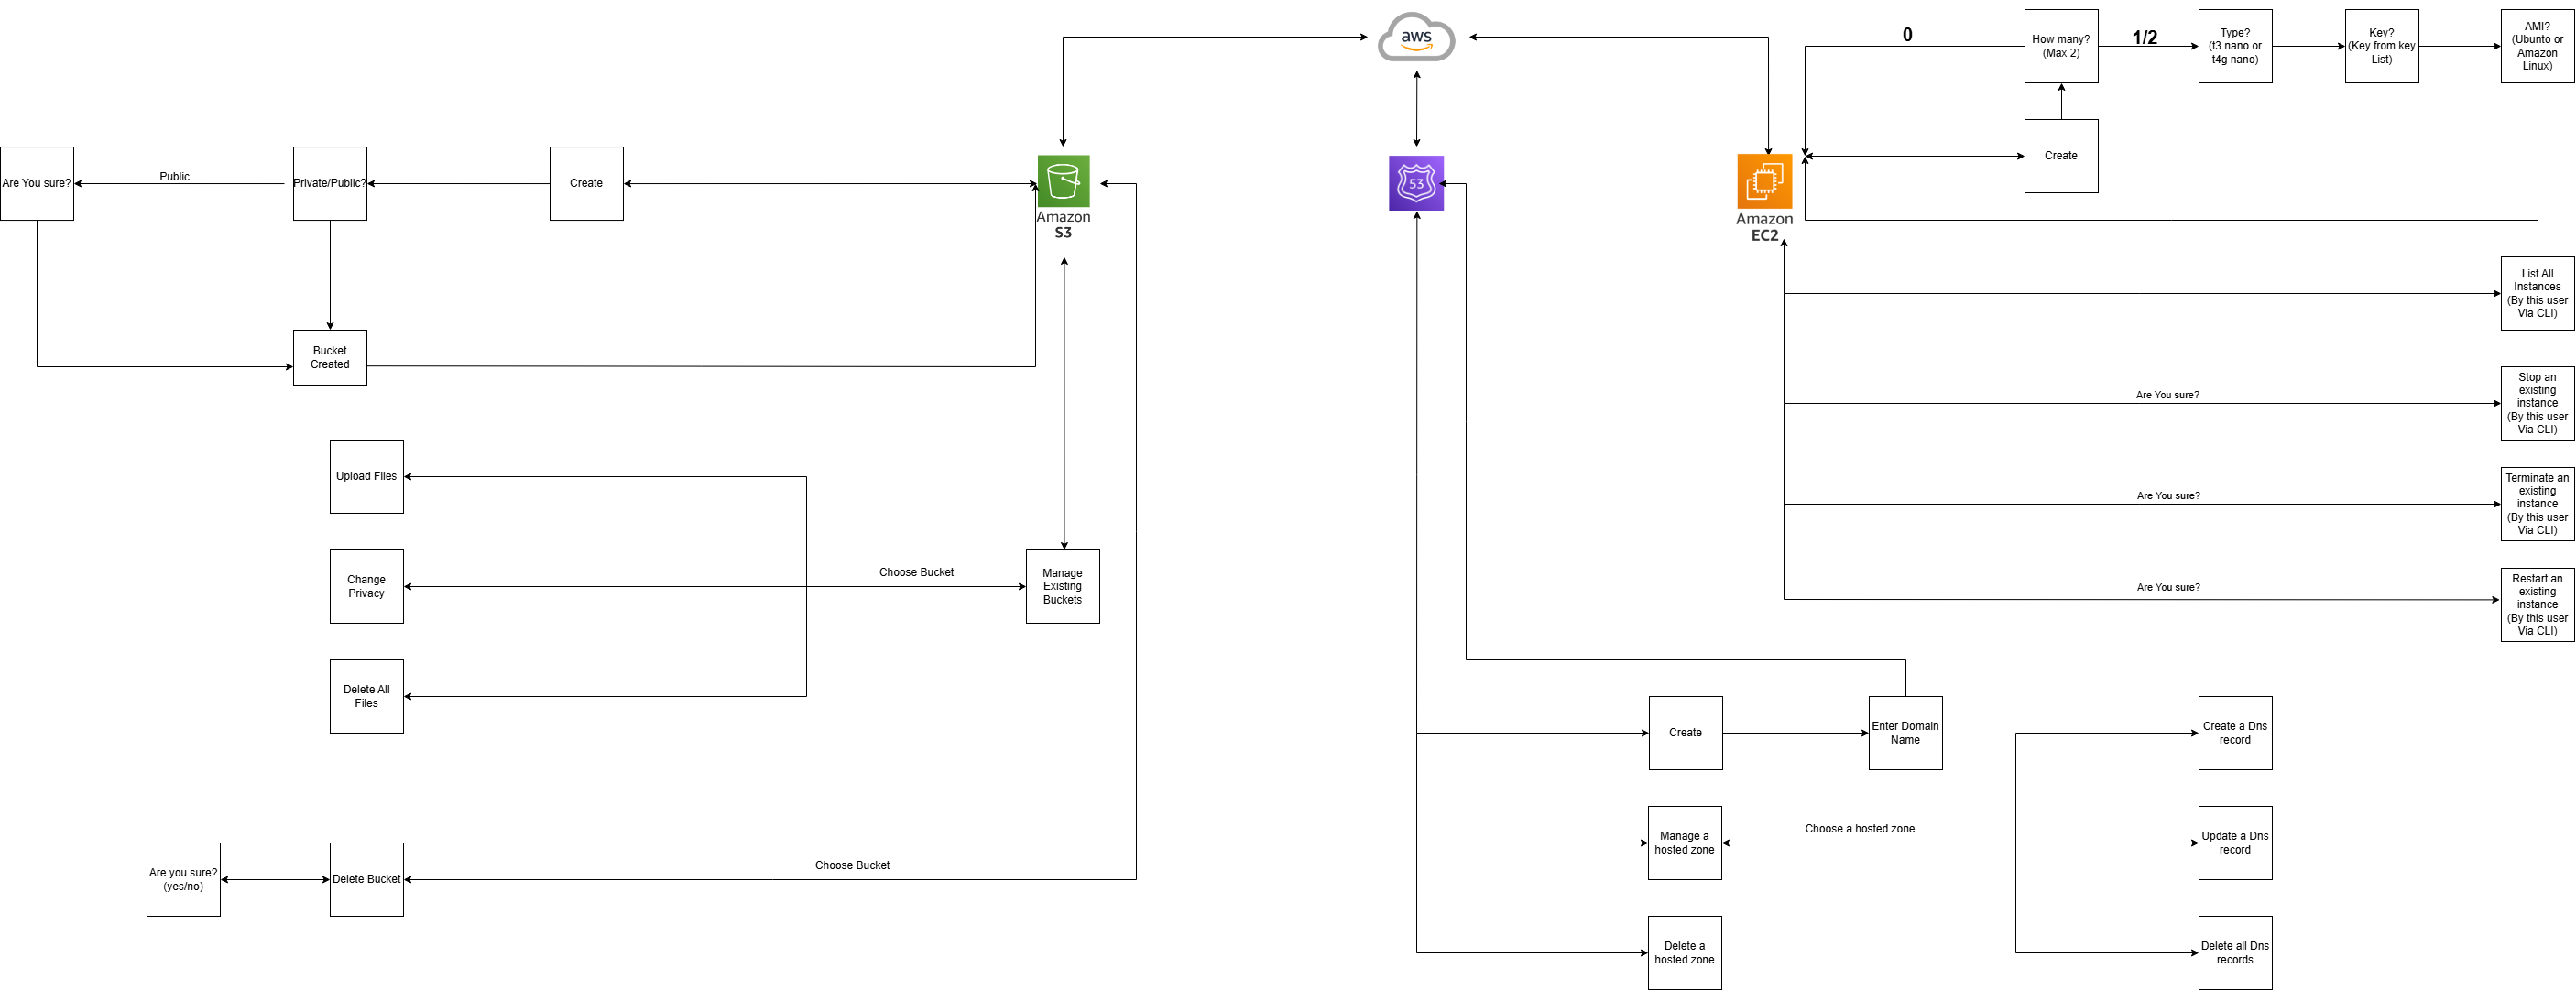 aws
0
How many?
(Max 2)
1/2
Type?
(t3.nano or
t4g nano)
Key?
(Key from key
List)
AMI?
(Ubunto or
Amazon
Linux)
Create
Are You sure?
Public
Private/Public?
Create
Amazon
S3
53
Amazon
EC2
List All
Instances
(By this user
Via CLI)
Bucket
Created
Are You sure?
Stop an
existing
instance
(By this user
Via CLI)
Upload Files
Are You sure?
Terminate an
existing
instance
(By this user
Via CLI)
Change
Privacy
Choose Bucket
Manage
Existing
Buckets
Are You sure?
Restart an
existing
instance
(By this user
Via CLI)
Delete All
Files
Create
Enter Domain
Name
Create a Dns
record
Manage a
hosted zone
Choose a hosted zone
Update a Dns
record
Are you sure?
(yes/no)
Delete Bucket
Choose Bucket
Delete a
hosted zone
Delete all Dns
records